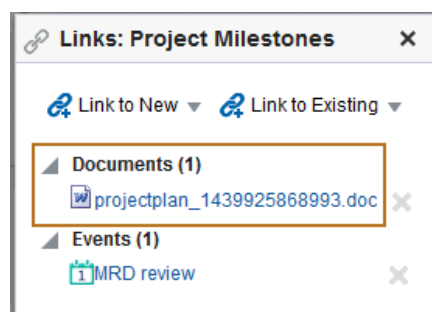 Links: Project Milestones
Link to New Link to Existing
Documents (1)
projectplan_1439925868993.doc
Events (1)
1 MRD review